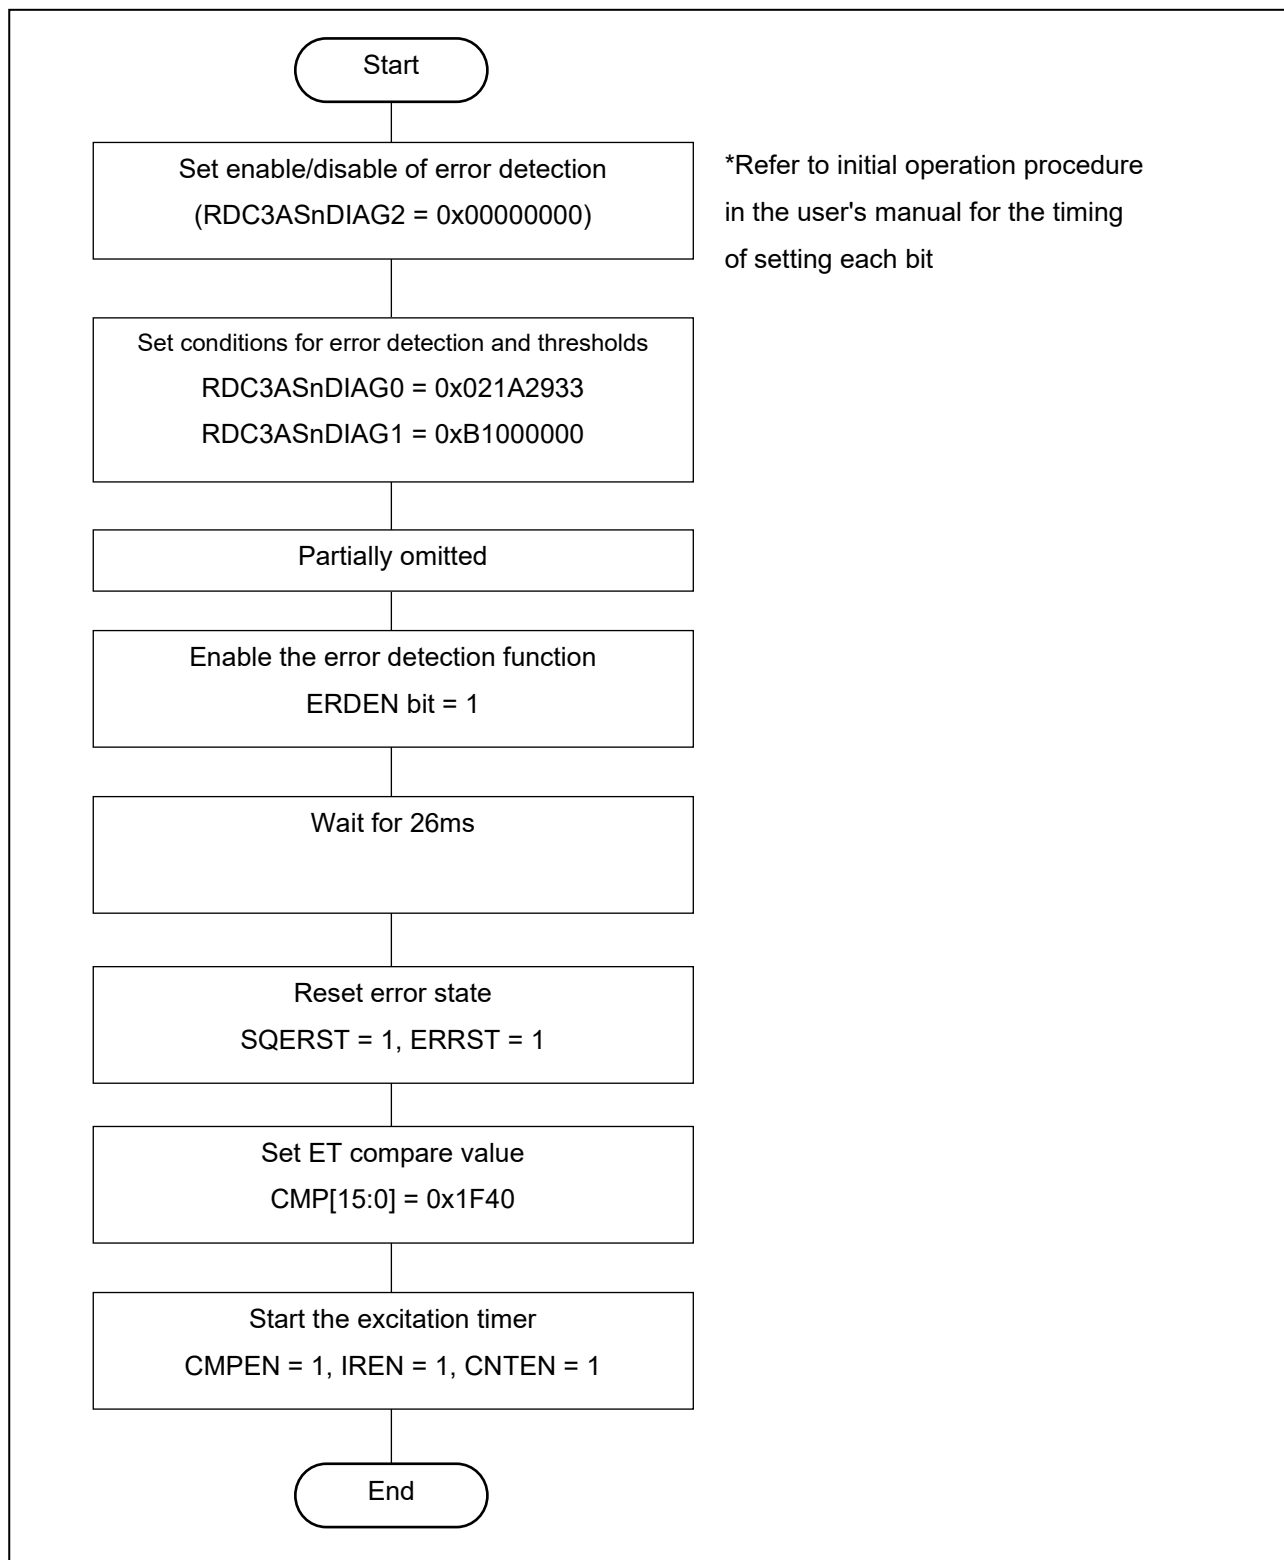 Start
Set enable/disable of error detection
(RDC3ASnDIAG2 = 0x00000000)
*Refer to initial operation procedure
in the user's manual for the timing
of setting each bit
Set conditions for error detection and thresholds
RDC3ASnDIAG0 = 0x021A2933
RDC3ASnDIAG1 = 0xB1000000
Partially omitted
Enable the error detection function
ERDEN bit = 1
Wait for 26ms
Reset error state
SQERST = 1, ERRST = 1
Set ET compare value
CMP[15:0] = 0x1F40
Start the excitation timer
CMPEN = 1, IREN = 1, CNTEN = 1
End